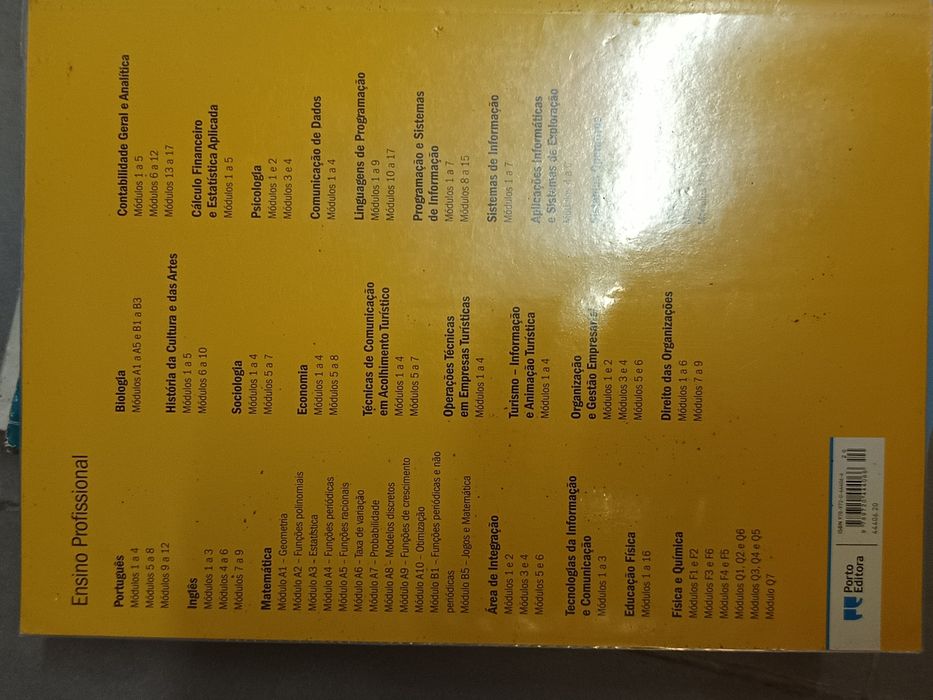 Ensino Profissional
Português
Módulos 1 a 4
Módulos 5 a 8
Módulos 9 a 12
Inglês
Módulos 1 a 3
Módulos 4 a 6
Módulos 7 a 9
Matemática
Módulo A1 – Geometria
Módulo A2 – Funções polinomiais
Módulo A3 – Estatística
Módulo A4 – Funções periódicas
Módulo A5 – Funções racionais
Módulo A6 – Taxa de variação
Módulo A7 – Probabilidade
Módulo A8 – Modelos discretos
Módulo A9 – Funções de crescimento
Módulo A10 – Otimização
Módulo B1 – Funções periódicas e não
periódicas
Módulo B5 – Jogos e Matemática
Área de Integração
Módulos 1 e 2
Módulos 3 e 4
Módulos 5 e 6
Tecnologias da Informação
e Comunicação
Módulos 1 a 3
Educação Física
Módulos 1 a 16
Física e Química
Módulos F1 e F2
Módulos F3 e F6
Módulos F4 e F5
Módulos Q1, Q2 e Q6
Módulos Q3, Q4 e Q5
Módulo Q7
Biologia
Módulos A1 a A5 e B1 a B3
História da Cultura e das Artes
Módulos 1 a 5
Módulos 6 a 10
Sociologia
Módulos 1 a 4
Módulos 5 a 7
Economia
Módulos 1 a 4
Módulos 5 a 8
Técnicas de Comunicação
em Acolhimento Turístico
Módulos 1 a 4
Módulos 5 a 7
Operações Técnicas
em Empresas Turísticas
Módulos 1 a 4
Turismo – Informação
e Animação Turística
Módulos 1 a 4
Organização
e Gestão Empresarial
Módulos 1 e 2
Módulos 3 e 4
Módulos 5 e 6
Direito das Organizações
Módulos 1 a 6
Módulos 7 a 9
Contabilidade Geral e Analítica
Módulos 1 a 5
Módulos 6 a 12
Módulos 13 a 17
Cálculo Financeiro
e Estatística Aplicada
Módulos 1 a 5
Psicologia
Módulos 1 e 2
Módulos 3 e 4
Comunicação de Dados
Módulos 1 a 4
Linguagens de Programação
Módulos 1 a 9
Módulos 10 a 17
Programação e Sistemas
de Informação
Módulos 1 a 7
Módulos 8 a 15
Sistemas de Informação
Módulos 1 a 7
Aplicações Informáticas
e Sistemas de Exploração
Porto
Editora
44406.20